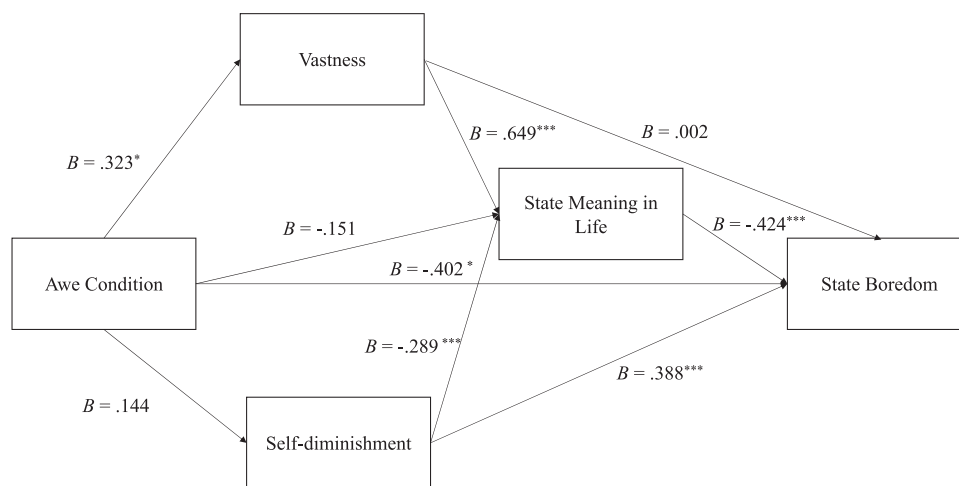 Vastness
B = .649***
B = .002
B = .323*
State Meaning in
Life
B = -.151
B = -.424***
Awe Condition
B = -.402 *
State Boredom
B = -.289 ***
B = .388***
B = .144
Self-diminishment